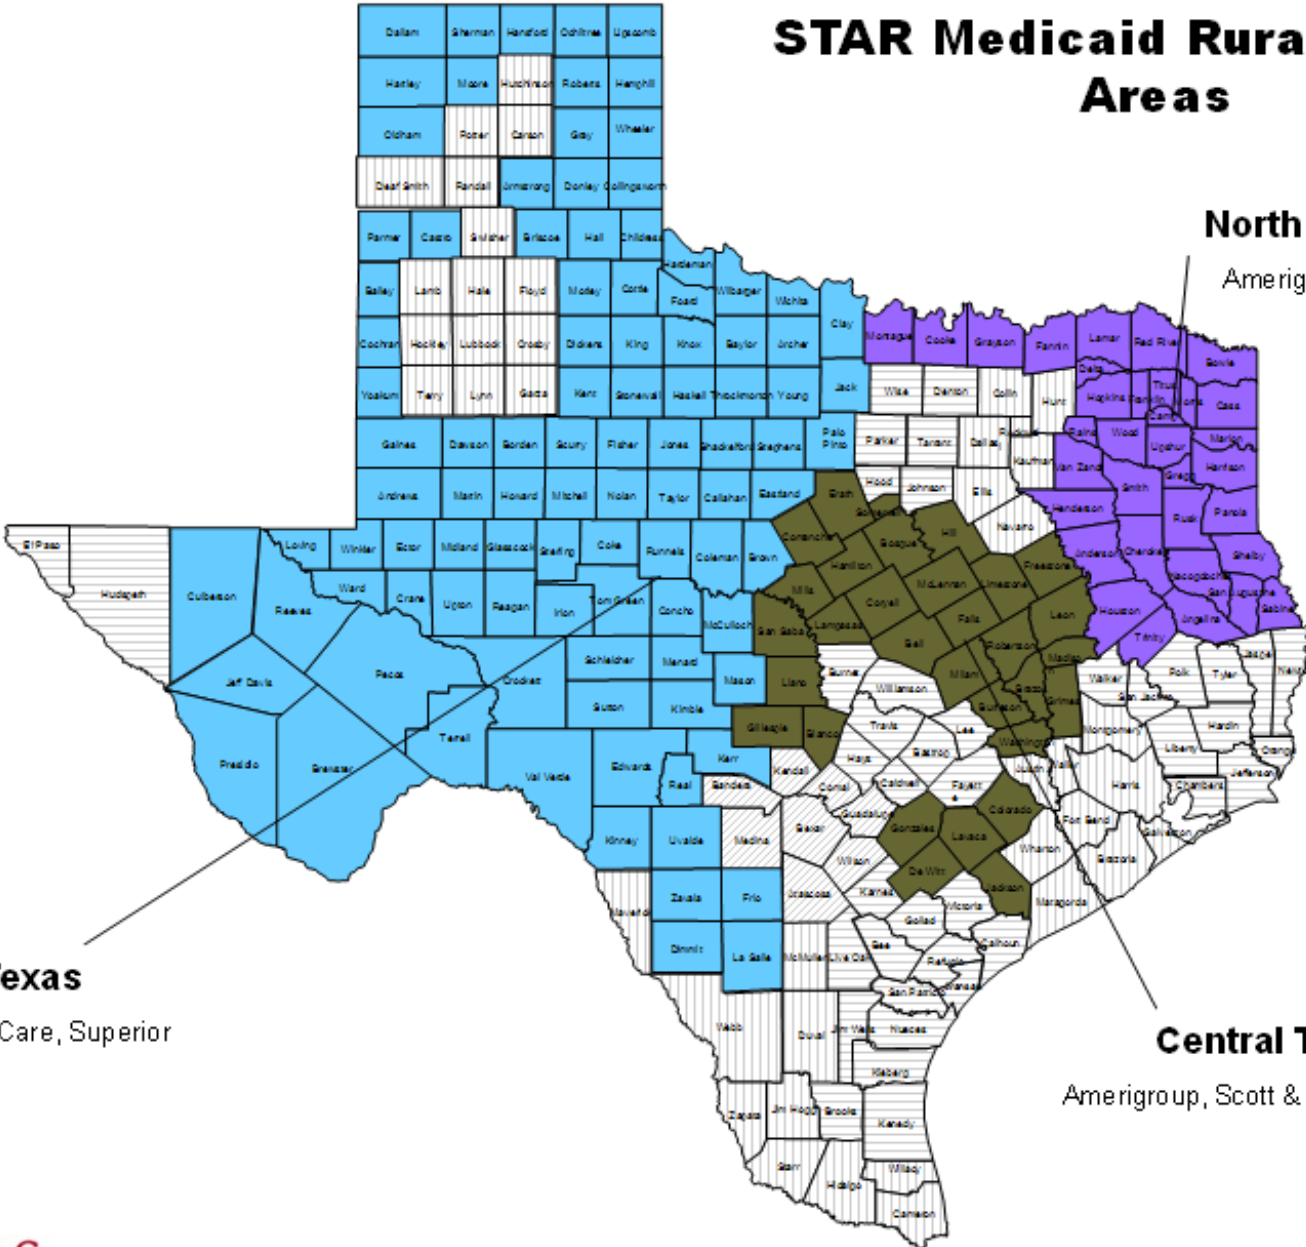 STAR Medicaid Rura
Areas
North
Amerig
Dallam Sherman Hansford Ochiltree Lipscomb
Hartley Moore Hutchinson Roberts Hemphill
Oldham Potter Carson Gray Wheeler
Deaf Smith Randall Armstrong Donley Collingsworth
Parmer Castro Swisher Briscoe Hall Childress
Hardeman
Bailey Lamb Hale Floyd Motley Cottle Foard Wilbarger Wichita
Clay Montague Cooke Grayson Fannin Lamar Red River Bowie
Cochran Hockley Lubbock Crosby Dickens King Knox Baylor Archer
Delta Titus Hopkins Franklin Morris Cass
Yoakum Terry Lynn Garza Kent Stonewall Haskell Throckmorton Young Jack Wise Denton Collin Hunt
Camp Rains Wood Upshur Marion
Gaines Dawson Borden Scurry Fisher Jones Shackelford Stephens Palo
Pinto Parker Tarrant Dallas Rockwall Kaufman Van Zand Gregg Harrison
Andrews Martin Howard Mitchell Nolan Taylor Callahan Eastland Erath Hood Johnson Ellis Henderson Smith Rusk Panola
Somervell Navarro
El Paso Loving Winkler Ector Midland Glasscock Sterling Coke Runnels Coleman Brown Comanche Bosque Hill Anderson Cherokee Shelby
Hudspeth Culberson Reeves Ward Crane Upton Reagan Irion Tom Green Concho McCulloch Mills Hamilton McLennan Limestone Freestone Nacogdoches San Augustine Sabine
San Saba Lampasas Coryell Falls Leon Houston Angelina
Bell Robertson Trinity
Jeff Davis Pecos Crockett Schleicher Menard Mason Llano Burnet Milam Madison Walker Polk Tyler Jasper Newt
Sutton Kimble Williamson Burleson Brazos Grimes San Jacinto
Presidio Brewster Terrell Gillespie Blanco Travis Lee Washington Montgomery Liberty Hardin Orange
Val Verde Edwards Kerr Real Kendall Hays Bastrop Austin Waller Harris Jefferson
Bandera Comal Caldwell Fayett
e Chambers
Guadalupe Colorado Fort Bend Galveston
Kinney Uvalde Medina Bexar Gonzales Lavaca Wharton Brazoria
Wilson De Witt
Maverick Zavala Frio Atascosa Karnes Jackson Matagorda
Victoria Goliad
Dimmit La Salle McMullen Live Oak Bee Refugio Calhoun
San Patricio Aransas
Webb Duval Jim Wells Nueces
Kleberg
Zapata Jim Hogg Brooks Kenedy
Starr Hidalgo Willacy
Cameron
exas
Care, Superior
Central T
Amerigroup, Scott &